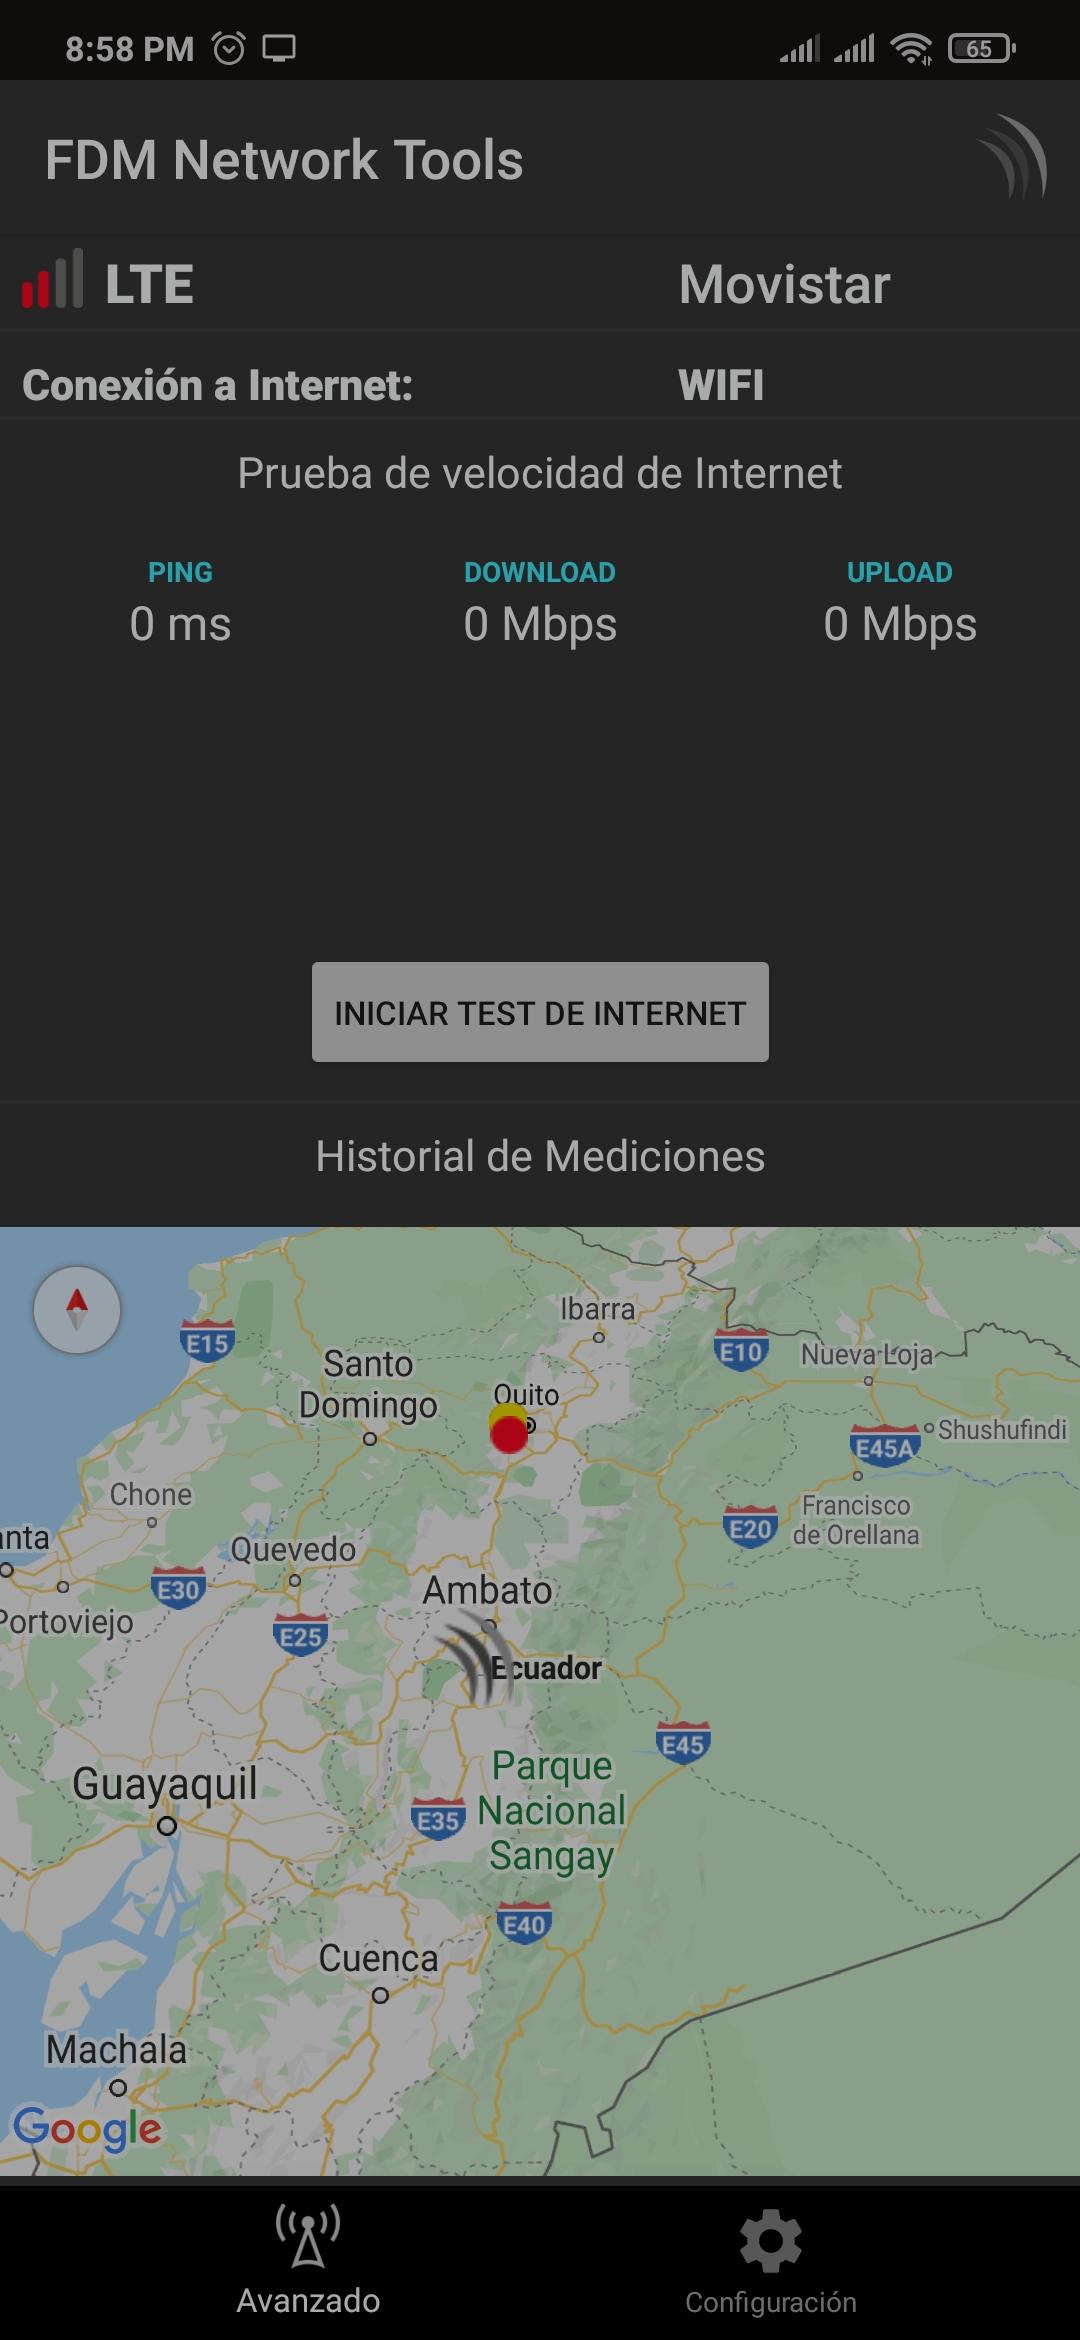 8:58 PM
65
FDM Network Tools
LTE
Movistar
Conexión a Internet:
WIFI
Prueba de velocidad de Internet
PING
DOWNLOAD
UPLOAD
0 ms
0 Mbps
0 Mbps
INICIAR TEST DE INTERNET
Historial de Mediciones
Ibarra
E15
E10
Nueva Loja
Santo
Domingo
Quito
Shushufindi
E45A
Chone
Francisco
de Orellana
E20
anta
Quevedo
E30
Ambato
Portoviejo
E25
Ecuador
E45
Parque
Nacional
Sangay
Guayaquil
E35
E40
Cuenca
Machala
Google
Avanzado
Configuración